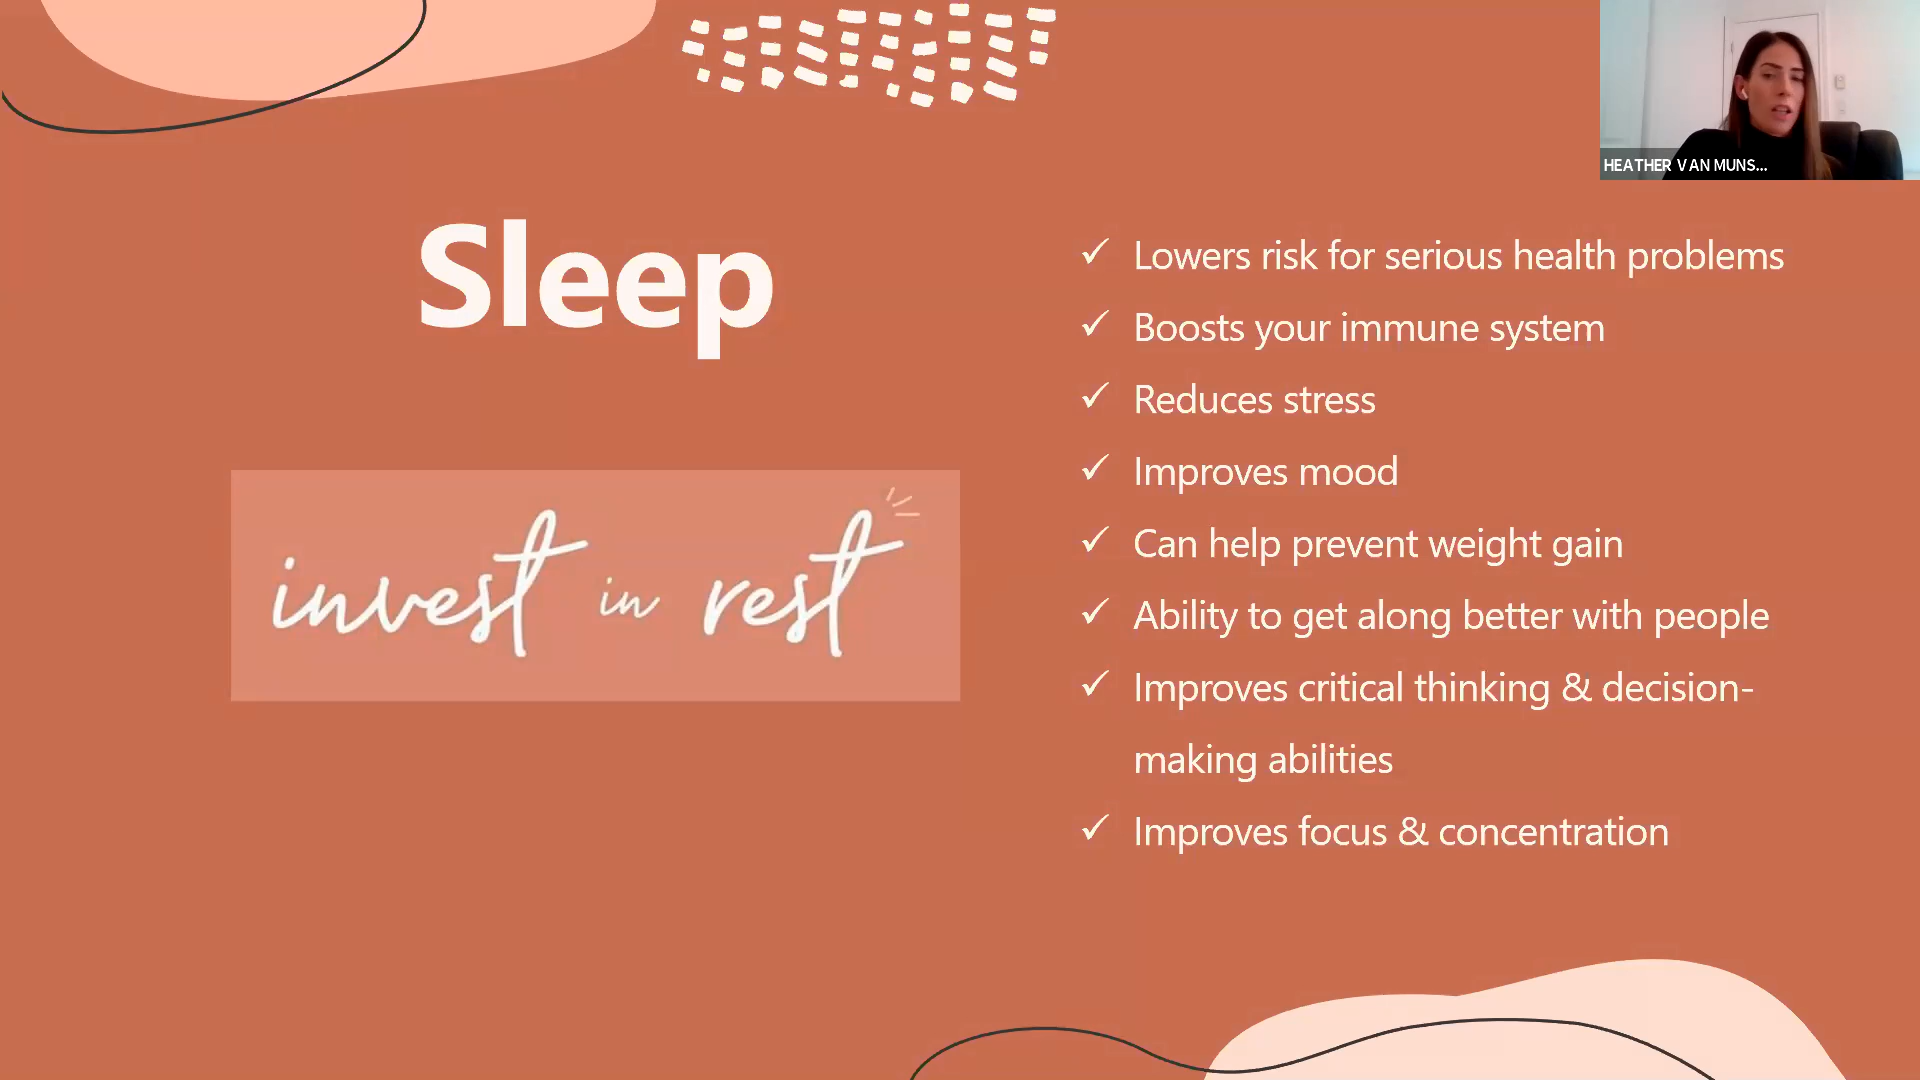 HEATHER VAN MUNS...
Sleep
invest in rest
✓ Lowers risk for serious health problems
✓ Boosts your immune system
✓ Reduces stress
✓ Improves mood
✓ Can help prevent weight gain
✓ Ability to get along better with people
✓ Improves critical thinking & decision-
making abilities
✓ Improves focus & concentration